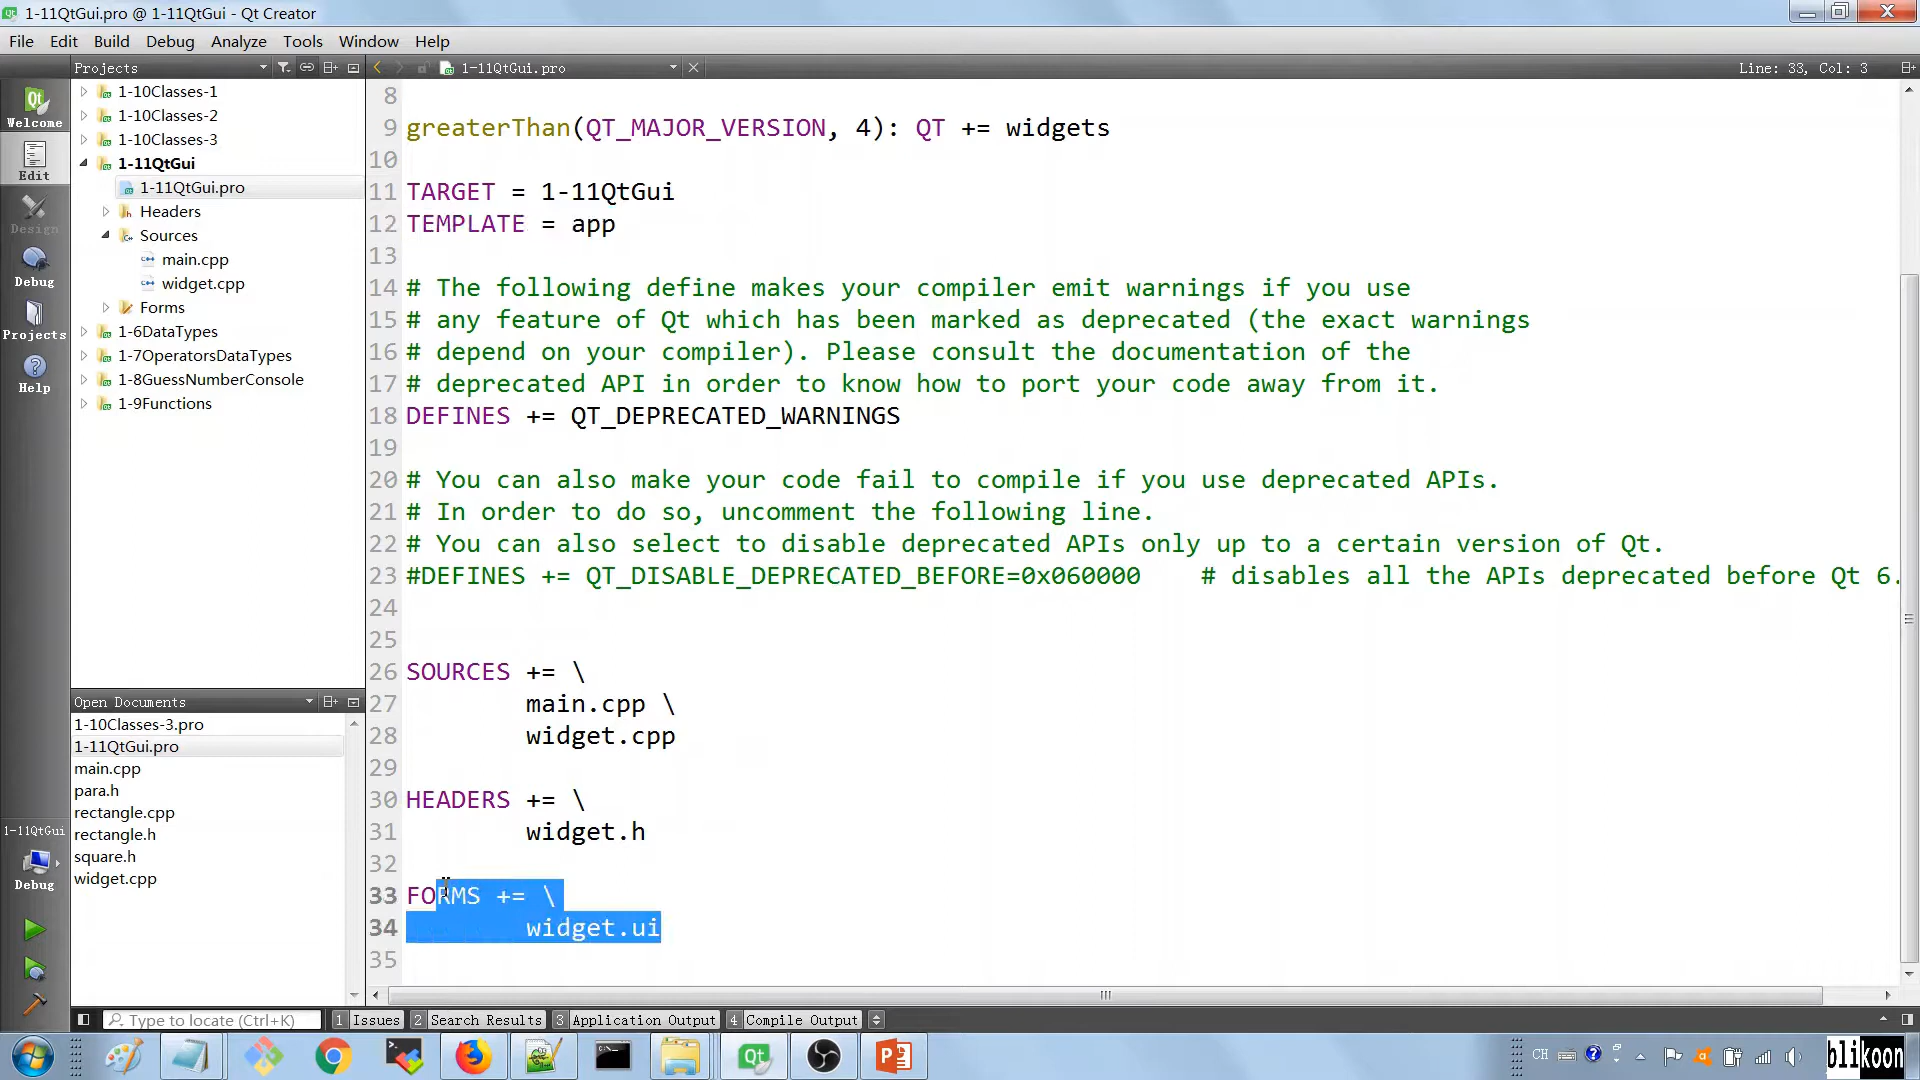 1-11QtGui.pro @ 1-11QtGui - Qt Creator
File Edit Build Debug Analyze Tools Window Help
Projects
1-11QtGui.pro
Line: 33, Col: 3
Welcome
Edit
Design
Debug
Projects
Help
1-11QtGui
Debug
1-10Classes-1
1-10Classes-2
1-10Classes-3
1-11QtGui
1-11QtGui.pro
Headers
Sources
main.cpp
widget.cpp
Forms
1-6DataTypes
1-7OperatorsDataTypes
1-8GuessNumberConsole
1-9Functions
Open Documents
1-10Classes-3.pro
1-11QtGui.pro
main.cpp
para.h
rectangle.cpp
rectangle.h
square.h
widget.cpp
8
9 greaterThan(QT_MAJOR_VERSION, 4): QT += widgets
10
11 TARGET = 1-11QtGui
12 TEMPLATE = app
13
14 # The following define makes your compiler emit warnings if you use
15 # any feature of Qt which has been marked as deprecated (the exact warnings
16 # depend on your compiler). Please consult the documentation of the
17 # deprecated API in order to know how to port your code away from it.
18 DEFINES += QT_DEPRECATED_WARNINGS
19
20 # You can also make your code fail to compile if you use deprecated APIs.
21 # In order to do so, uncomment the following line.
22 # You can also select to disable deprecated APIs only up to a certain version of Qt.
23 #DEFINES += QT_DISABLE_DEPRECATED_BEFORE=0x060000    # disables all the APIs deprecated before Qt 6.
24
25
26 SOURCES += \
27         main.cpp \
28         widget.cpp
29
30 HEADERS += \
31         widget.h
32
33 FORMS += \
34         widget.ui
35
Type to locate (Ctrl+K) 1 Issues 2 Search Results 3 Application Output 4 Compile Output
CH
blikoon